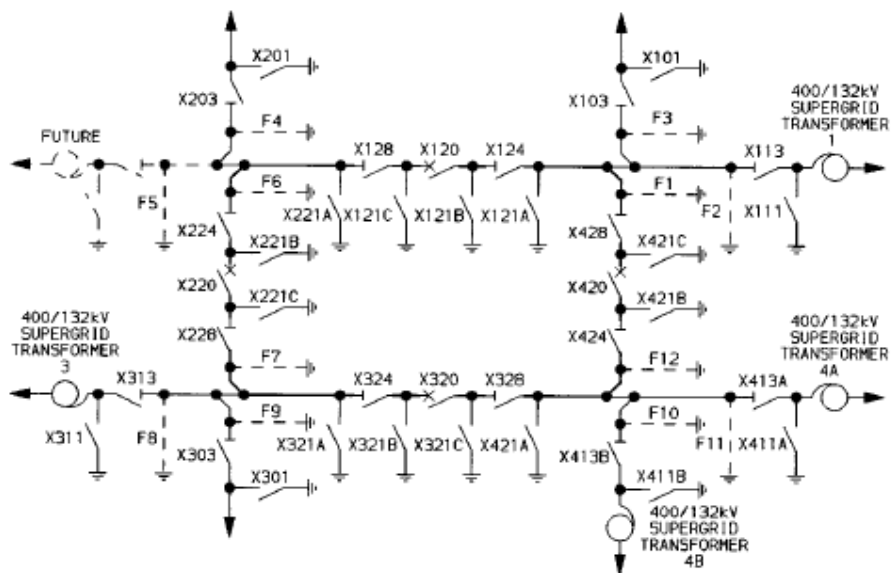 X201
X101
400/132kV
SUPERGRID
TRANSFORMER
1
X203
X103
F4
F3
FUTURE
X128
X120
X124
X113
F6
F1
F5
F2
X221A
X121C
X121B
X121A
X111
X224
X428
X221B
X421C
X220
X420
400/132kV
SUPERGRID
TRANSFORMER
3
X221C
X421B
400/132kV
SUPERGRID
TRANSFORMER
4A
X228
X424
F7
F12
X313
X324
X320
X328
X413A
F9
F10
X311
F8
X321A
X321B
X321C
X421A
F11
X411A
X303
X413B
X301
X411B
400/132kV
SUPERGRID
TRANSFORMER
4B